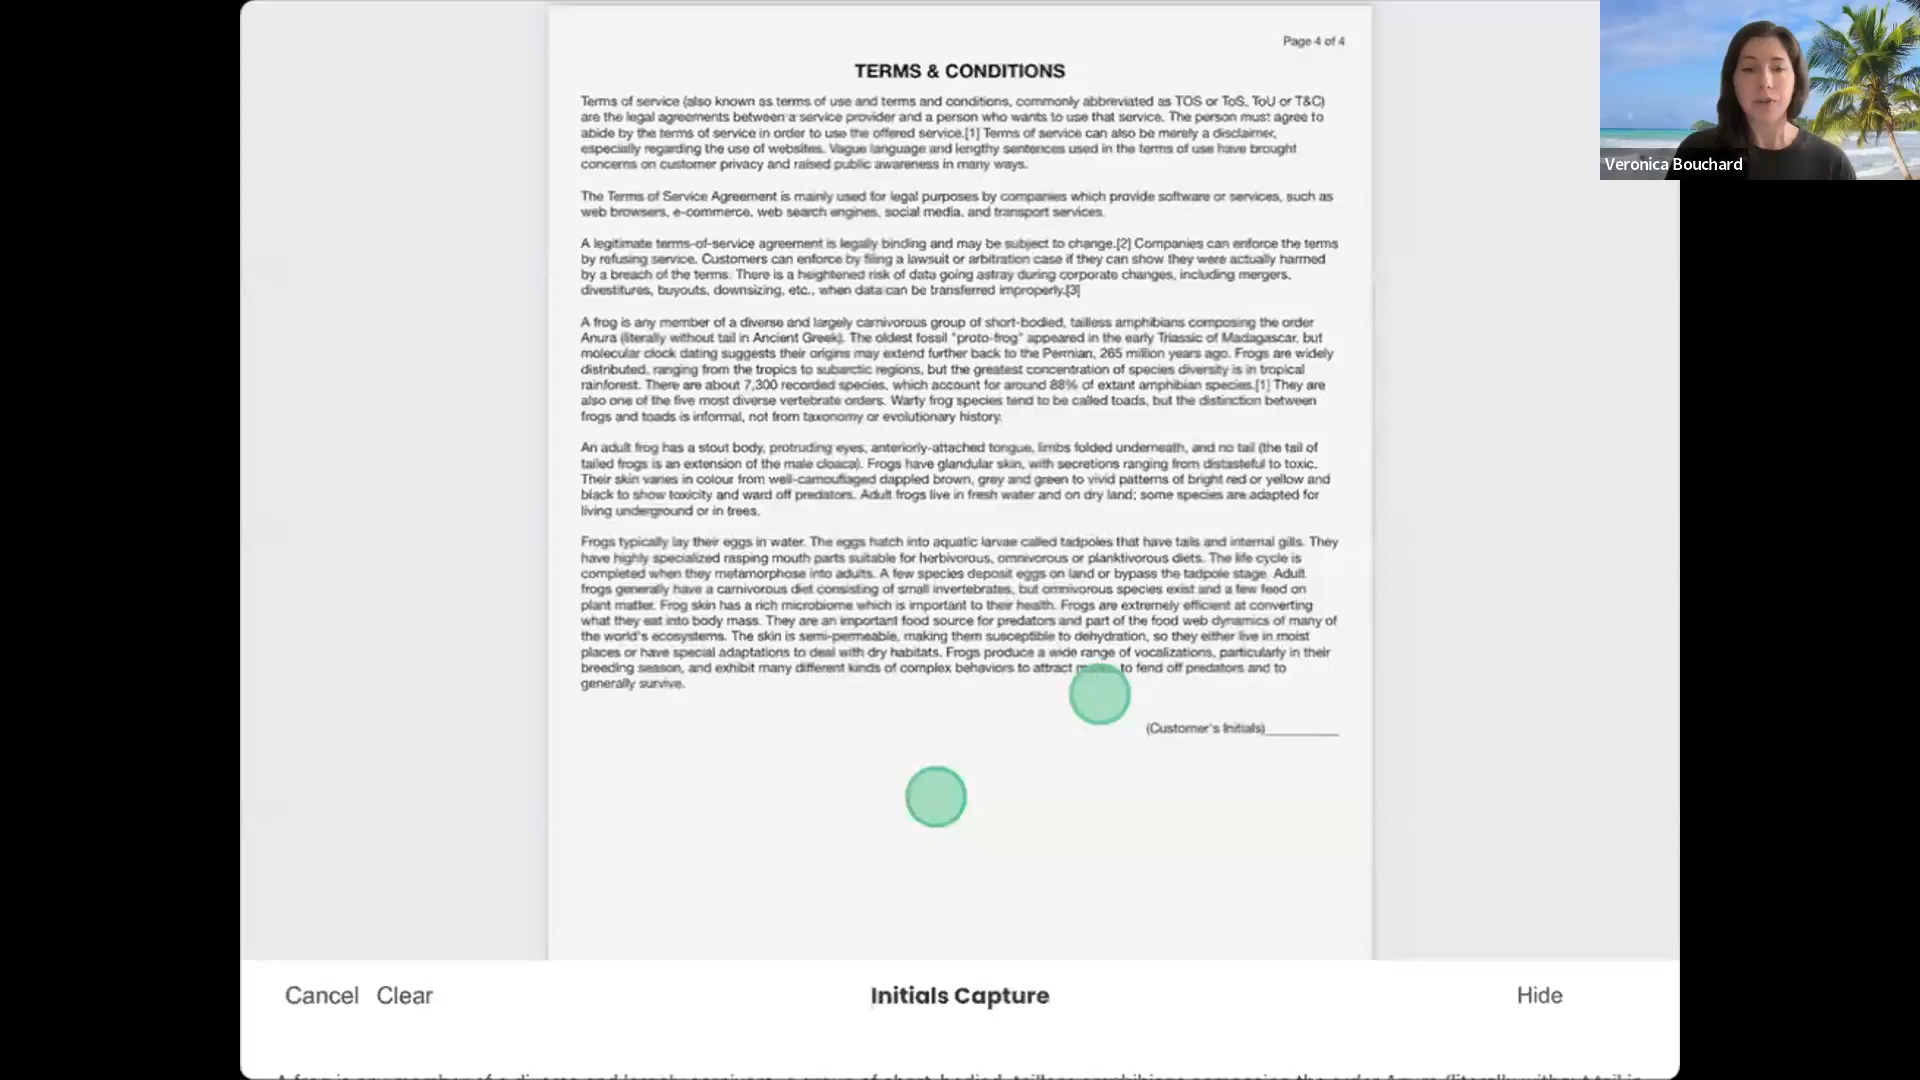 Page 4 of 4
TERMS & CONDITIONS
Terms of service (also known as terms of use and terms and conditions, commonly abbreviated as TOS or ToS, ToU or T&C)
are the legal agreements between a service provider and a person who wants to use that service. The person must agree to
abide by the terms of service in order to use the offered service.[1] Terms of service can also be merely a disclaimer,
especially regarding the use of websites. Vague language and lengthy sentences used in the terms of use have brought
concerns on customer privacy and raised public awareness in many ways.
The Terms of Service Agreement is mainly used for legal purposes by companies which provide software or services, such as
web browsers, e-commerce, web search engines, social media, and transport services.
A legitimate terms-of-service agreement is legally binding and may be subject to change.[2] Companies can enforce the terms
by refusing service. Customers can enforce by filing a lawsuit or arbitration case if they can show they were actually harmed
by a breach of the terms. There is a heightened risk of data going astray during corporate changes, including mergers,
divestitures, buyouts, downsizing, etc., when data can be transferred improperly.[3]
A frog is any member of a diverse and largely carnivorous group of short-bodied, tailless amphibians composing the order
Anura (literally without tail in Ancient Greek). The oldest fossil "proto-frog" appeared in the early Triassic of Madagascar, but
molecular clock dating suggests their origins may extend further back to the Permian, 265 million years ago. Frogs are widely
distributed, ranging from the tropics to subarctic regions, but the greatest concentration of species diversity is in tropical
rainforest. There are about 7,300 recorded species, which account for around 88% of extant amphibian species.[1] They are
also one of the five most diverse vertebrate orders. Warty frog species tend to be called toads, but the distinction between
frogs and toads is informal, not from taxonomy or evolutionary history.
An adult frog has a stout body, protruding eyes, anteriorly-attached tongue, limbs folded underneath, and no tail (the tail of
tailed frogs is an extension of the male cloaca). Frogs have glandular skin, with secretions ranging from distasteful to toxic.
Their skin varies in colour from well-camouflaged dappled brown, grey and green to vivid patterns of bright red or yellow and
black to show toxicity and ward off predators. Adult frogs live in fresh water and on dry land; some species are adapted for
living underground or in trees.
Frogs typically lay their eggs in water. The eggs hatch into aquatic larvae called tadpoles that have tails and internal gills. They
have highly specialized rasping mouth parts suitable for herbivorous, omnivorous or planktivorous diets. The life cycle is
completed when they metamorphose into adults. A few species deposit eggs on land or bypass the tadpole stage. Adult
frogs generally have a carnivorous diet consisting of small invertebrates, but omnivorous species exist and a few feed on
plant matter. Frog skin has a rich microbiome which is important to their health. Frogs are extremely efficient at converting
what they eat into body mass. They are an important food source for predators and part of the food web dynamics of many of
the world's ecosystems. The skin is semi-permeable, making them susceptible to dehydration, so they either live in moist
places or have special adaptations to deal with dry habitats. Frogs produce a wide range of vocalizations, particularly in their
breeding season, and exhibit many different kinds of complex behaviors to attract to fend off predators and to
generally survive.
(Customer's Initials)
Veronica Bouchard
Cancel Clear Initials Capture Hide